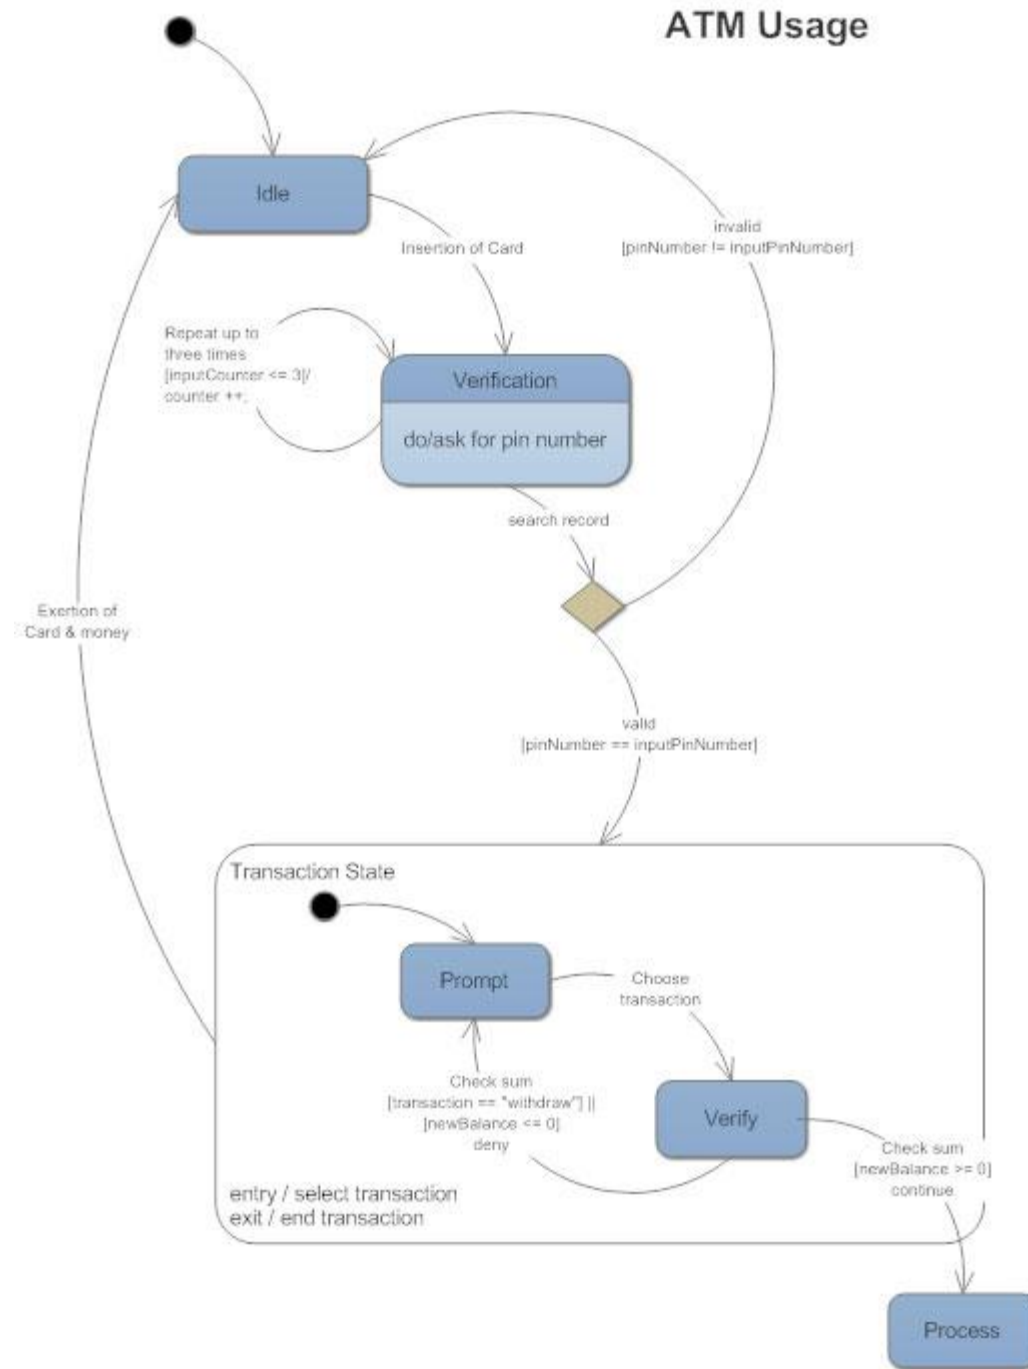 ATM Usage
Idle
invalid
[pinNumber != inputPinNumber]
Insertion of Card
Repeat up to
three times
[inputCounter <= 3]/
counter ++;
Verification
do/ask for pin number
search record
Exertion of
Card & money
valid
[pinNumber == inputPinNumber]
Transaction State
Prompt
Choose
transaction
Check sum
[transaction == "withdraw"] ||
[newBalance <= 0]
deny
Verify
Check sum
[newBalance >= 0]
continue
entry / select transaction
exit / end transaction
Process